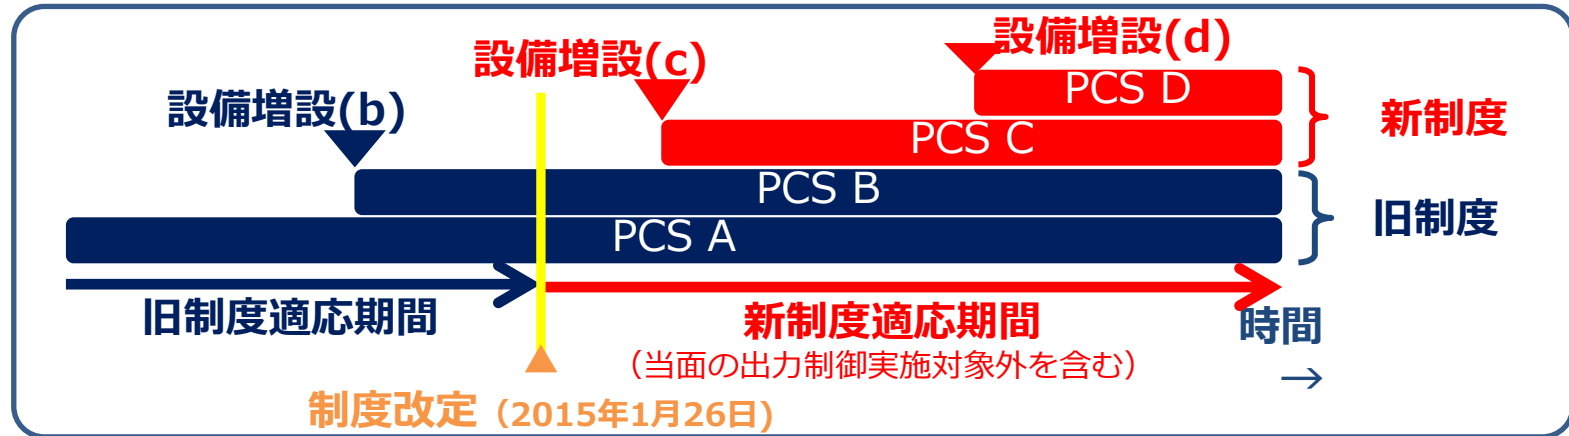 設備増設(d)
設備増設(c)
PCS D
設備増設(b)
新制度
PCS C
PCS B
旧制度
PCS A
旧制度適応期間
新制度適応期間
時間
(当面の出力制御実施対象外を含む)
→
制度改定 (2015年1月26日)